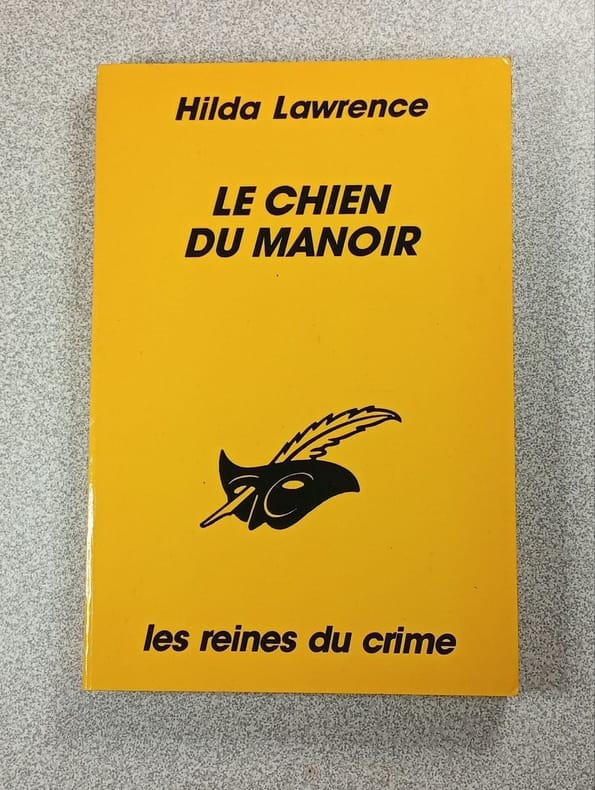 Hilda Lawrence
LE CHIEN
DU MANOIR
les reines du crime